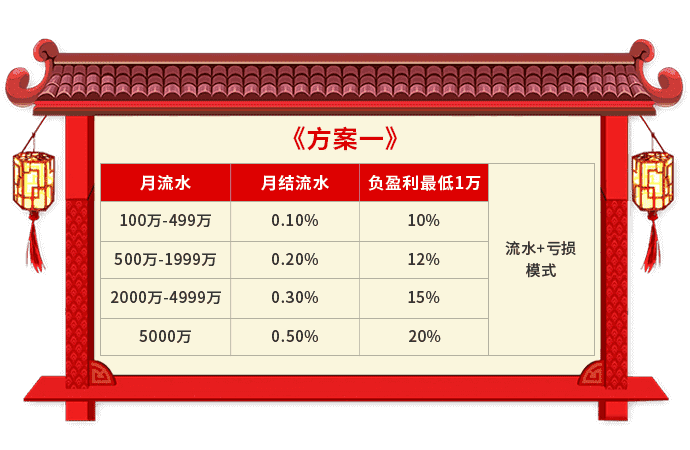 《方案一》
月流水 月结流水 负盈利最低1万
100万-499万 0.10% 10%
500万-1999万 0.20% 12%
流水+亏损
模式
2000万-4999万 0.30% 15%
5000万 0.50% 20%